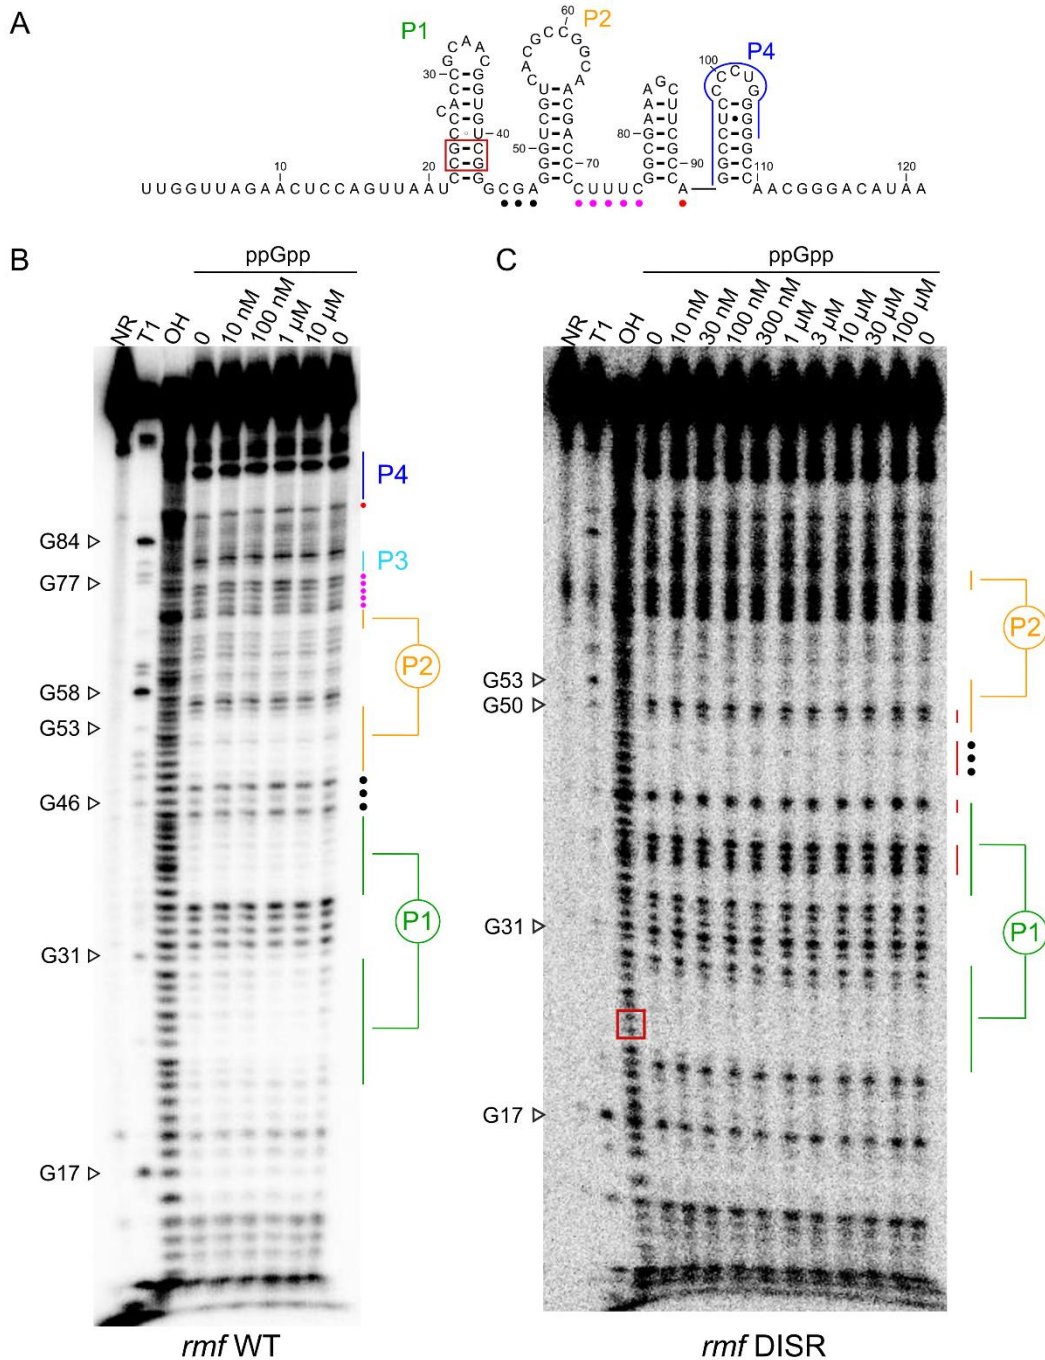 A
P1
P2
P4
60
100
30
40
50
80
70
90
10
20
110
120
UUGGUUAGAACUCCAGUUAAU
GCGA
CUUUC
A
AACGGGACAUAA
B
ppGpp
NR T1 OH 0 10 nM 100 nM 1 µM 10 µM 0
P4
G84
P3
G77
P2
G58
G53
G46
P1
G31
G17
rmf WT
C
ppGpp
NR T1 OH 0 10 nM 30 nM 100 nM 300 nM 1 µM 3 µM 10 µM 30 µM 100 µM 0
P2
G53
G50
G31
P1
G17
rmf DISR